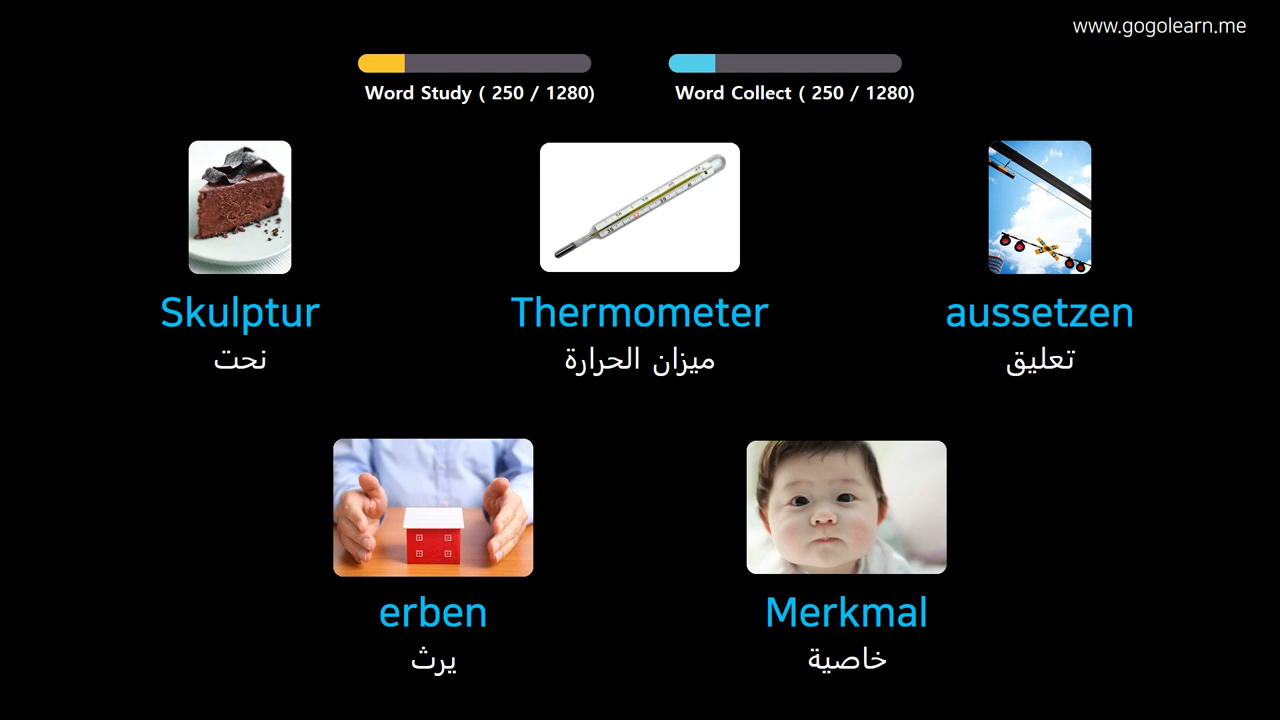 www.gogolearn.me
Word Study ( 250 / 1280)
Word Collect ( 250 / 1280)
Skulptur
نحت
Thermometer
ميزان الحرارة
aussetzen
تعليق
erben
يرث
Merkmal
خاصية